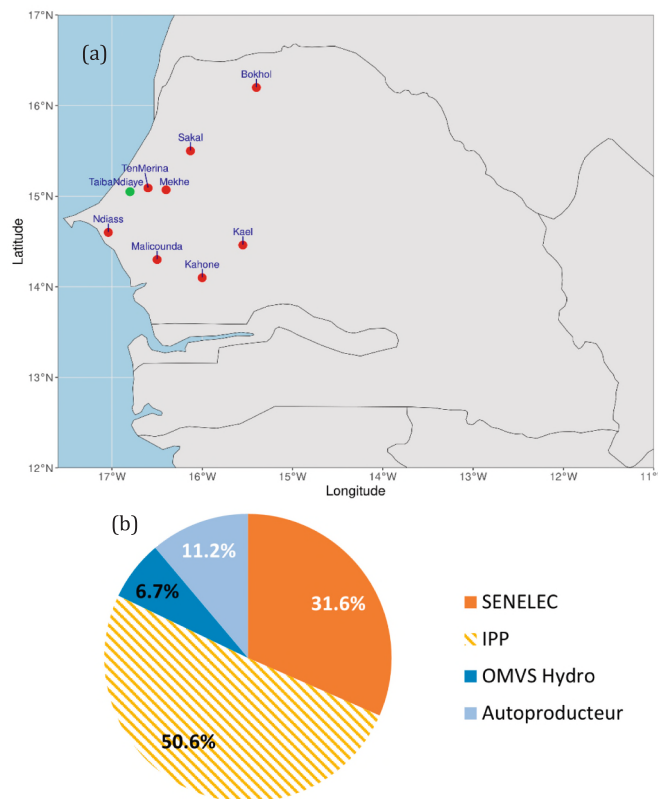 (a)
17°N
16°N
15°N
14°N
13°N
12°N
Latitude
Bokhol
Sakal
TenMerina
TaibaNdiaye
Mekhe
Ndiass
Malicounda
Kael
Kahone
17°W
16°W
15°W
14°W
13°W
12°W
11°W
Longitude
(b)
11.2%
6.7%
31.6%
50.6%
SENELEC
IPP
OMVS Hydro
Autoproducteur